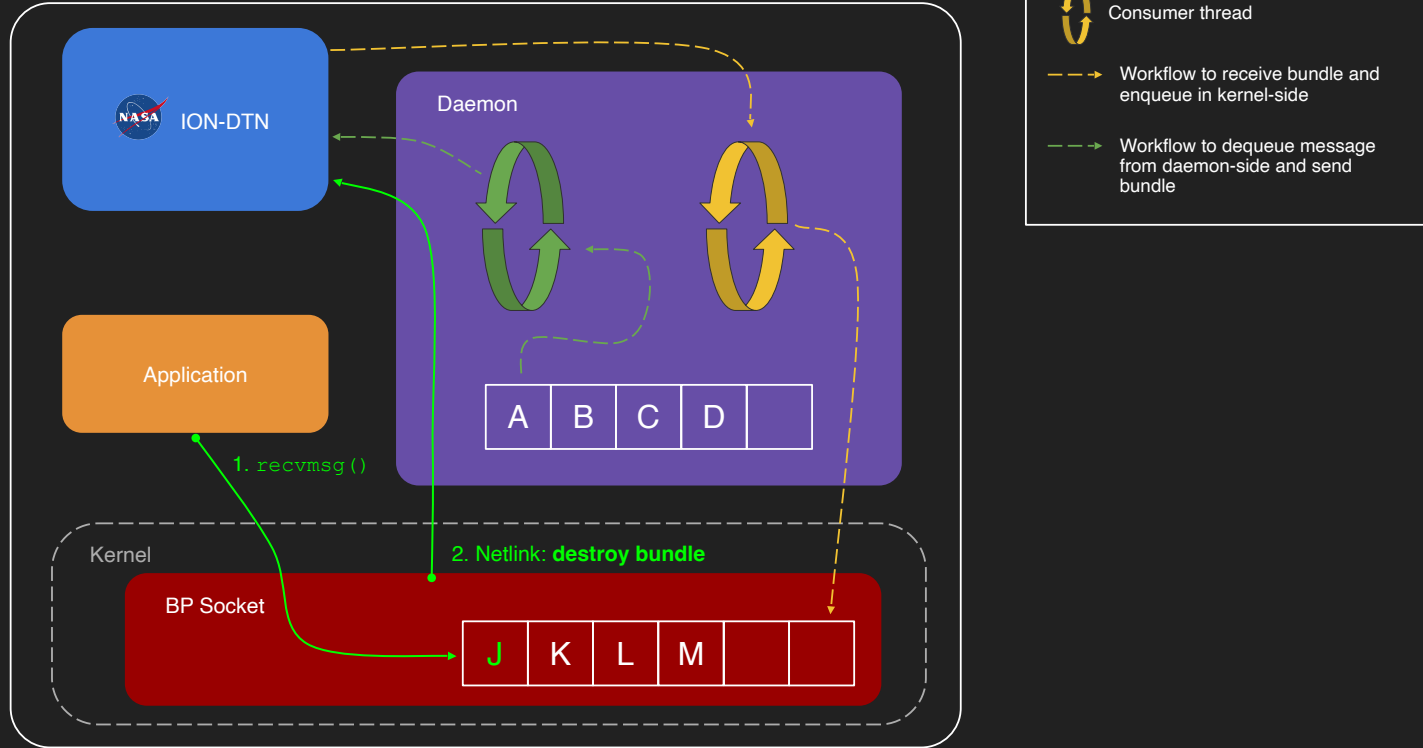 NASA
ION-DTN
Daemon
Application
A B C D
1. recvmsg()
Kernel
2. Netlink: destroy bundle
BP Socket
J K L M
Consumer thread
Workflow to receive bundle and
enqueue in kernel-side
Workflow to dequeue message
from daemon-side and send
bundle